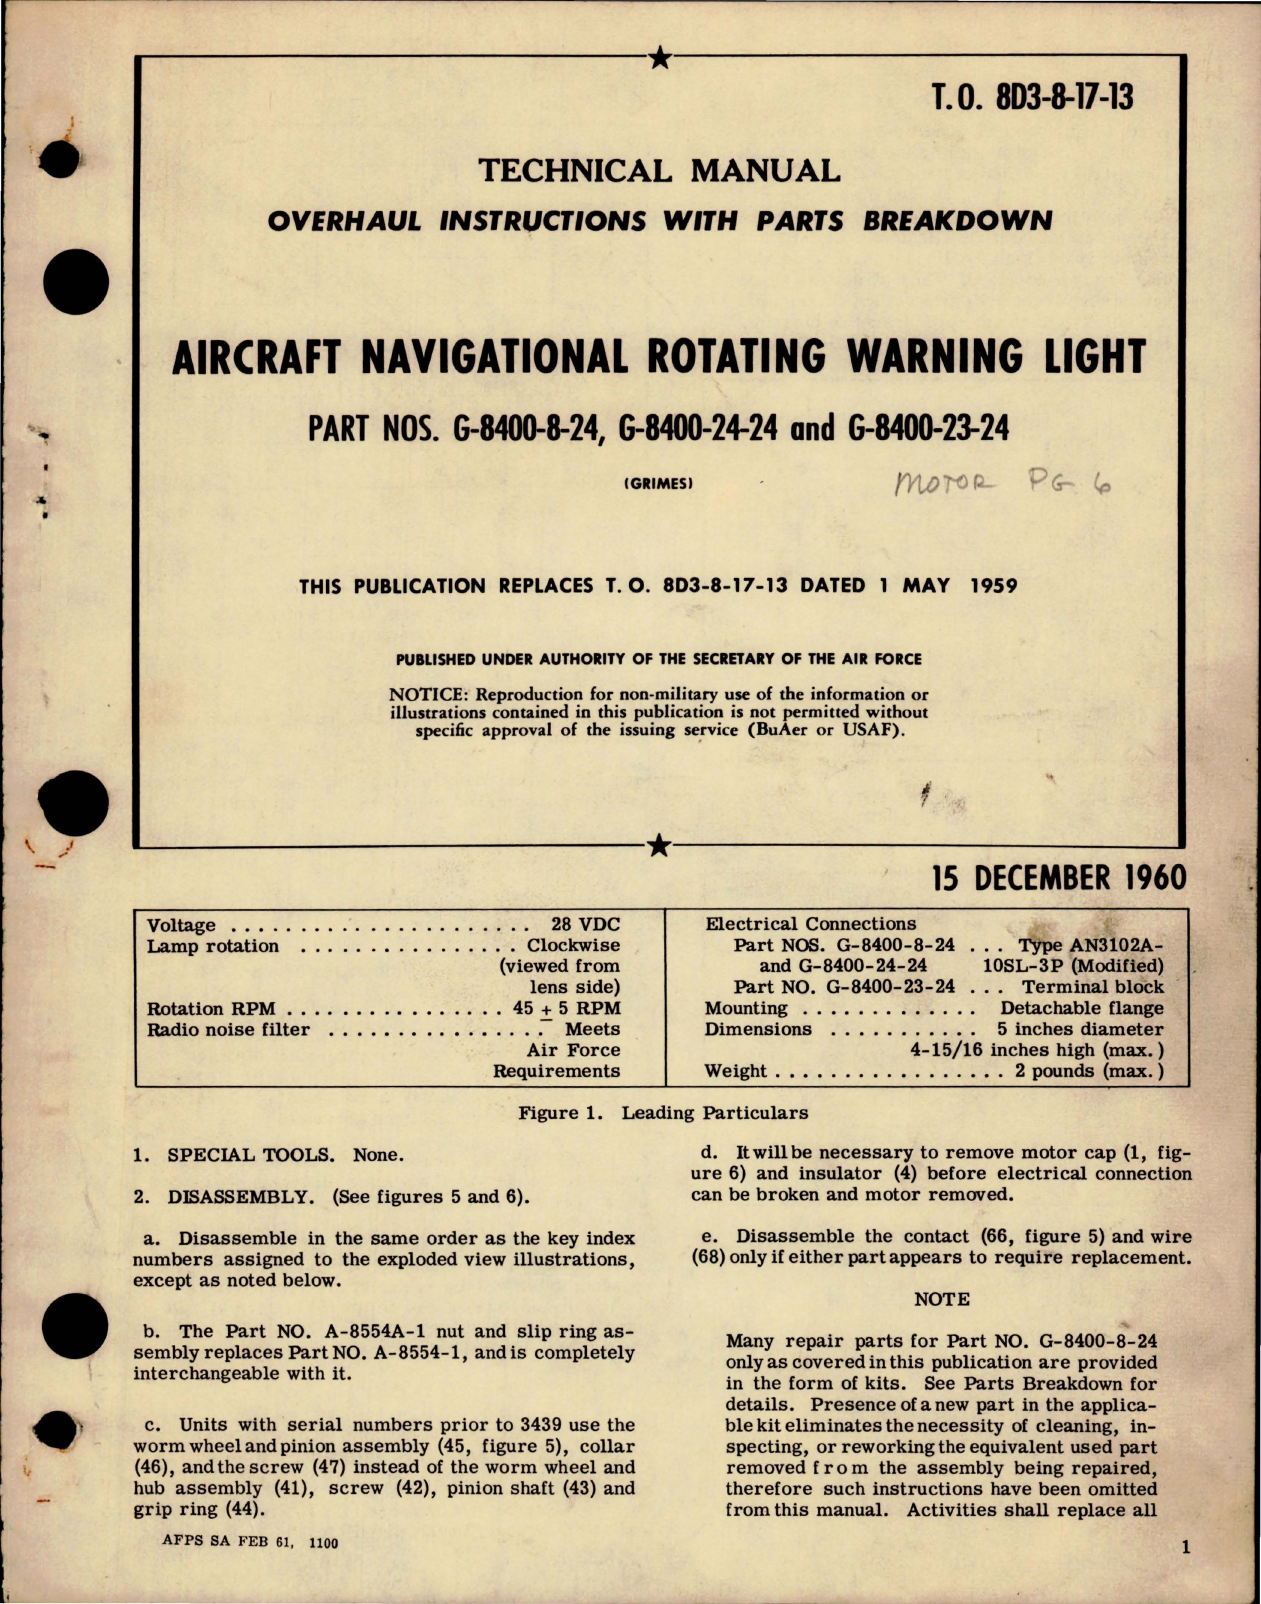 T.O. 8D3-8-17-13
TECHNICAL MANUAL
OVERHAUL INSTRUCTIONS WITH PARTS BREAKDOWN
AIRCRAFT NAVIGATIONAL ROTATING WARNING LIGHT
PART NOS. G-8400-8-24, G-8400-24-24 and G-8400-23-24
(GRIMES)
MOTOR PG 6
THIS PUBLICATION REPLACES T. O. 8D3-8-17-13 DATED 1 MAY 1959
PUBLISHED UNDER AUTHORITY OF THE SECRETARY OF THE AIR FORCE
NOTICE: Reproduction for non-military use of the information or
illustrations contained in this publication is not permitted without
specific approval of the issuing service (BuAer or USAF).
15 DECEMBER 1960
Voltage . . . . . . . . . . . . . . . . . . . . . . 28 VDC
Lamp rotation . . . . . . . . . . . . . . . . Clockwise
(viewed from
lens side)
Rotation RPM . . . . . . . . . . . . . . . . 45 ± 5 RPM
Radio noise filter . . . . . . . . . . . . . . . . Meets
Air Force
Requirements
Electrical Connections
Part NOS. G-8400-8-24 . . . Type AN3102A-
and G-8400-24-24 10SL-3P (Modified)
Part NO. G-8400-23-24 . . . Terminal block
Mounting . . . . . . . . . . . . . Detachable flange
Dimensions . . . . . . . . . . . 5 inches diameter
4-15/16 inches high (max.)
Weight . . . . . . . . . . . . . . . . . 2 pounds (max.)
Figure 1. Leading Particulars
1. SPECIAL TOOLS. None.
2. DISASSEMBLY. (See figures 5 and 6).
a. Disassemble in the same order as the key index
numbers assigned to the exploded view illustrations,
except as noted below.
b. The Part NO. A-8554A-1 nut and slip ring as-
sembly replaces Part NO. A-8554-1, and is completely
interchangeable with it.
c. Units with serial numbers prior to 3439 use the
worm wheel and pinion assembly (45, figure 5), collar
(46), and the screw (47) instead of the worm wheel and
hub assembly (41), screw (42), pinion shaft (43) and
grip ring (44).
AFPS SA FEB 61, 1100
d. It will be necessary to remove motor cap (1, fig-
ure 6) and insulator (4) before electrical connection
can be broken and motor removed.
e. Disassemble the contact (66, figure 5) and wire
(68) only if either part appears to require replacement.
NOTE
Many repair parts for Part NO. G-8400-8-24
only as covered in this publication are provided
in the form of kits. See Parts Breakdown for
details. Presence of a new part in the applica-
ble kit eliminates the necessity of cleaning, in-
specting, or reworking the equivalent used part
removed from the assembly being repaired,
therefore such instructions have been omitted
from this manual. Activities shall replace all
1